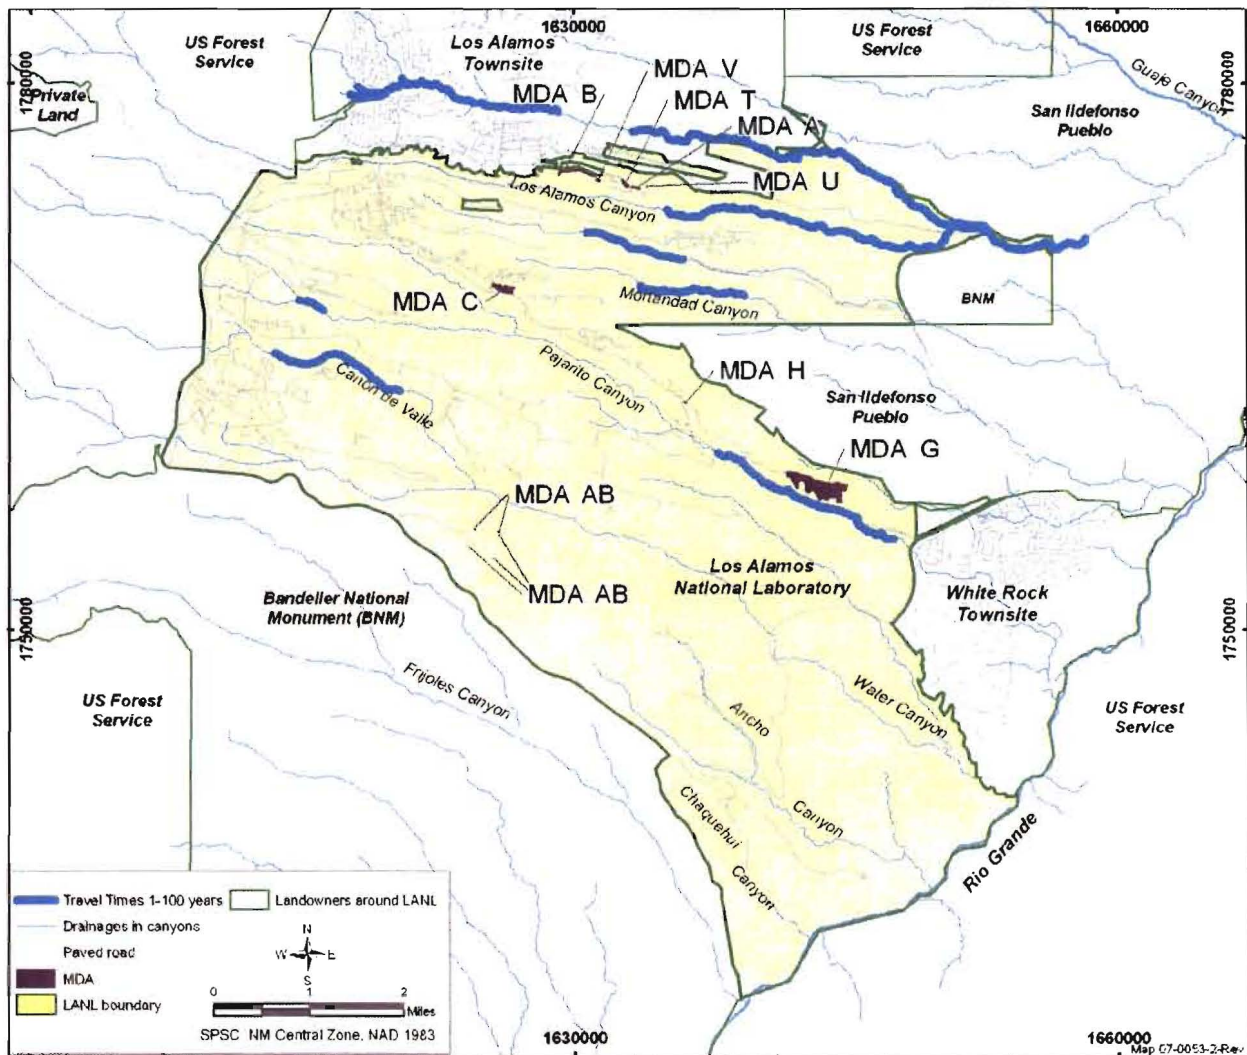 1630000
1660000
US Forest
Service
Los Alamos
Townsite
US Forest
Service
MDA V
MDA B
MDA T
MDA A
MDA U
Guaje Canyon
1780000
1780000
Private
Land
San Ildefonso
Pueblo
Los Alamos Canyon
MDA C
Mortandad Canyon
BNM
Pajarito Canyon
MDA H
Cañon de Valle
San Ildefonso
Pueblo
MDA G
MDA AB
MDA AB
Los Alamos
National Laboratory
White Rock
Townsite
Bandelier National
Monument (BNM)
1750000
1750000
Frijoles Canyon
US Forest
Service
Water Canyon
US Forest
Service
Ancho
Canyon
Chaquehui
Canyon
Rio Grande
Travel Times 1-100 years
Landowners around LANL
Drainages in canyons
Paved road
MDA
LANL boundary
N
W
E
S
0 1 2
Miles
SPSC NM Central Zone, NAD 1983
1630000
1660000
Map 07-0053-2-Rev